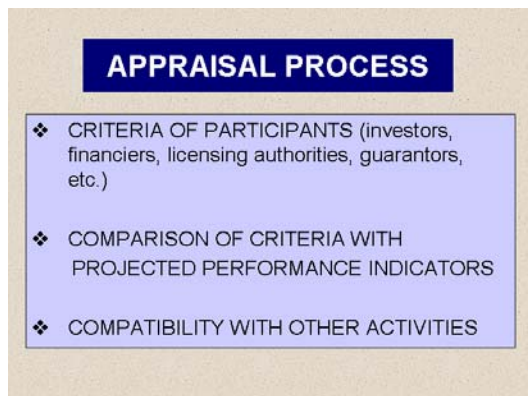 APPRAISAL PROCESS
❖ CRITERIA OF PARTICIPANTS (investors,
financiers, licensing authorities, guarantors,
etc.)
❖ COMPARISON OF CRITERIA WITH
PROJECTED PERFORMANCE INDICATORS
❖ COMPATIBILITY WITH OTHER ACTIVITIES